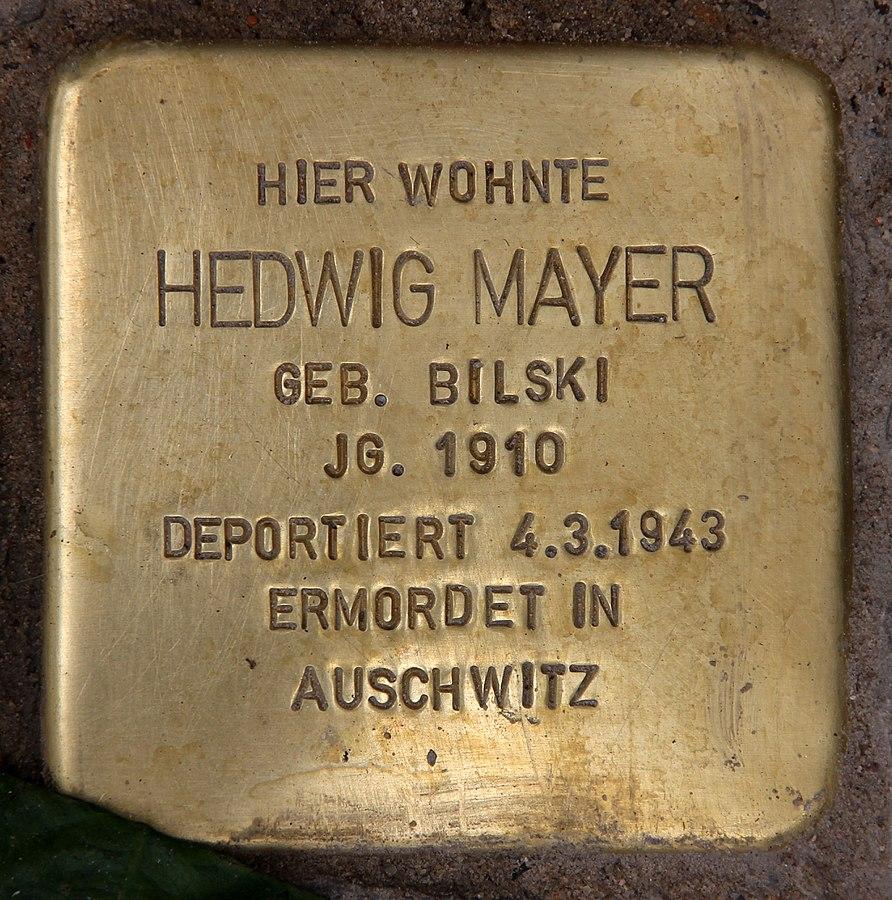 HIER WOHNTE
HEDWIG MAYER
GEB. BILSKI
JG. 1910
DEPORTIERT 4.3.1943
ERMORDET IN
AUSCHWITZ